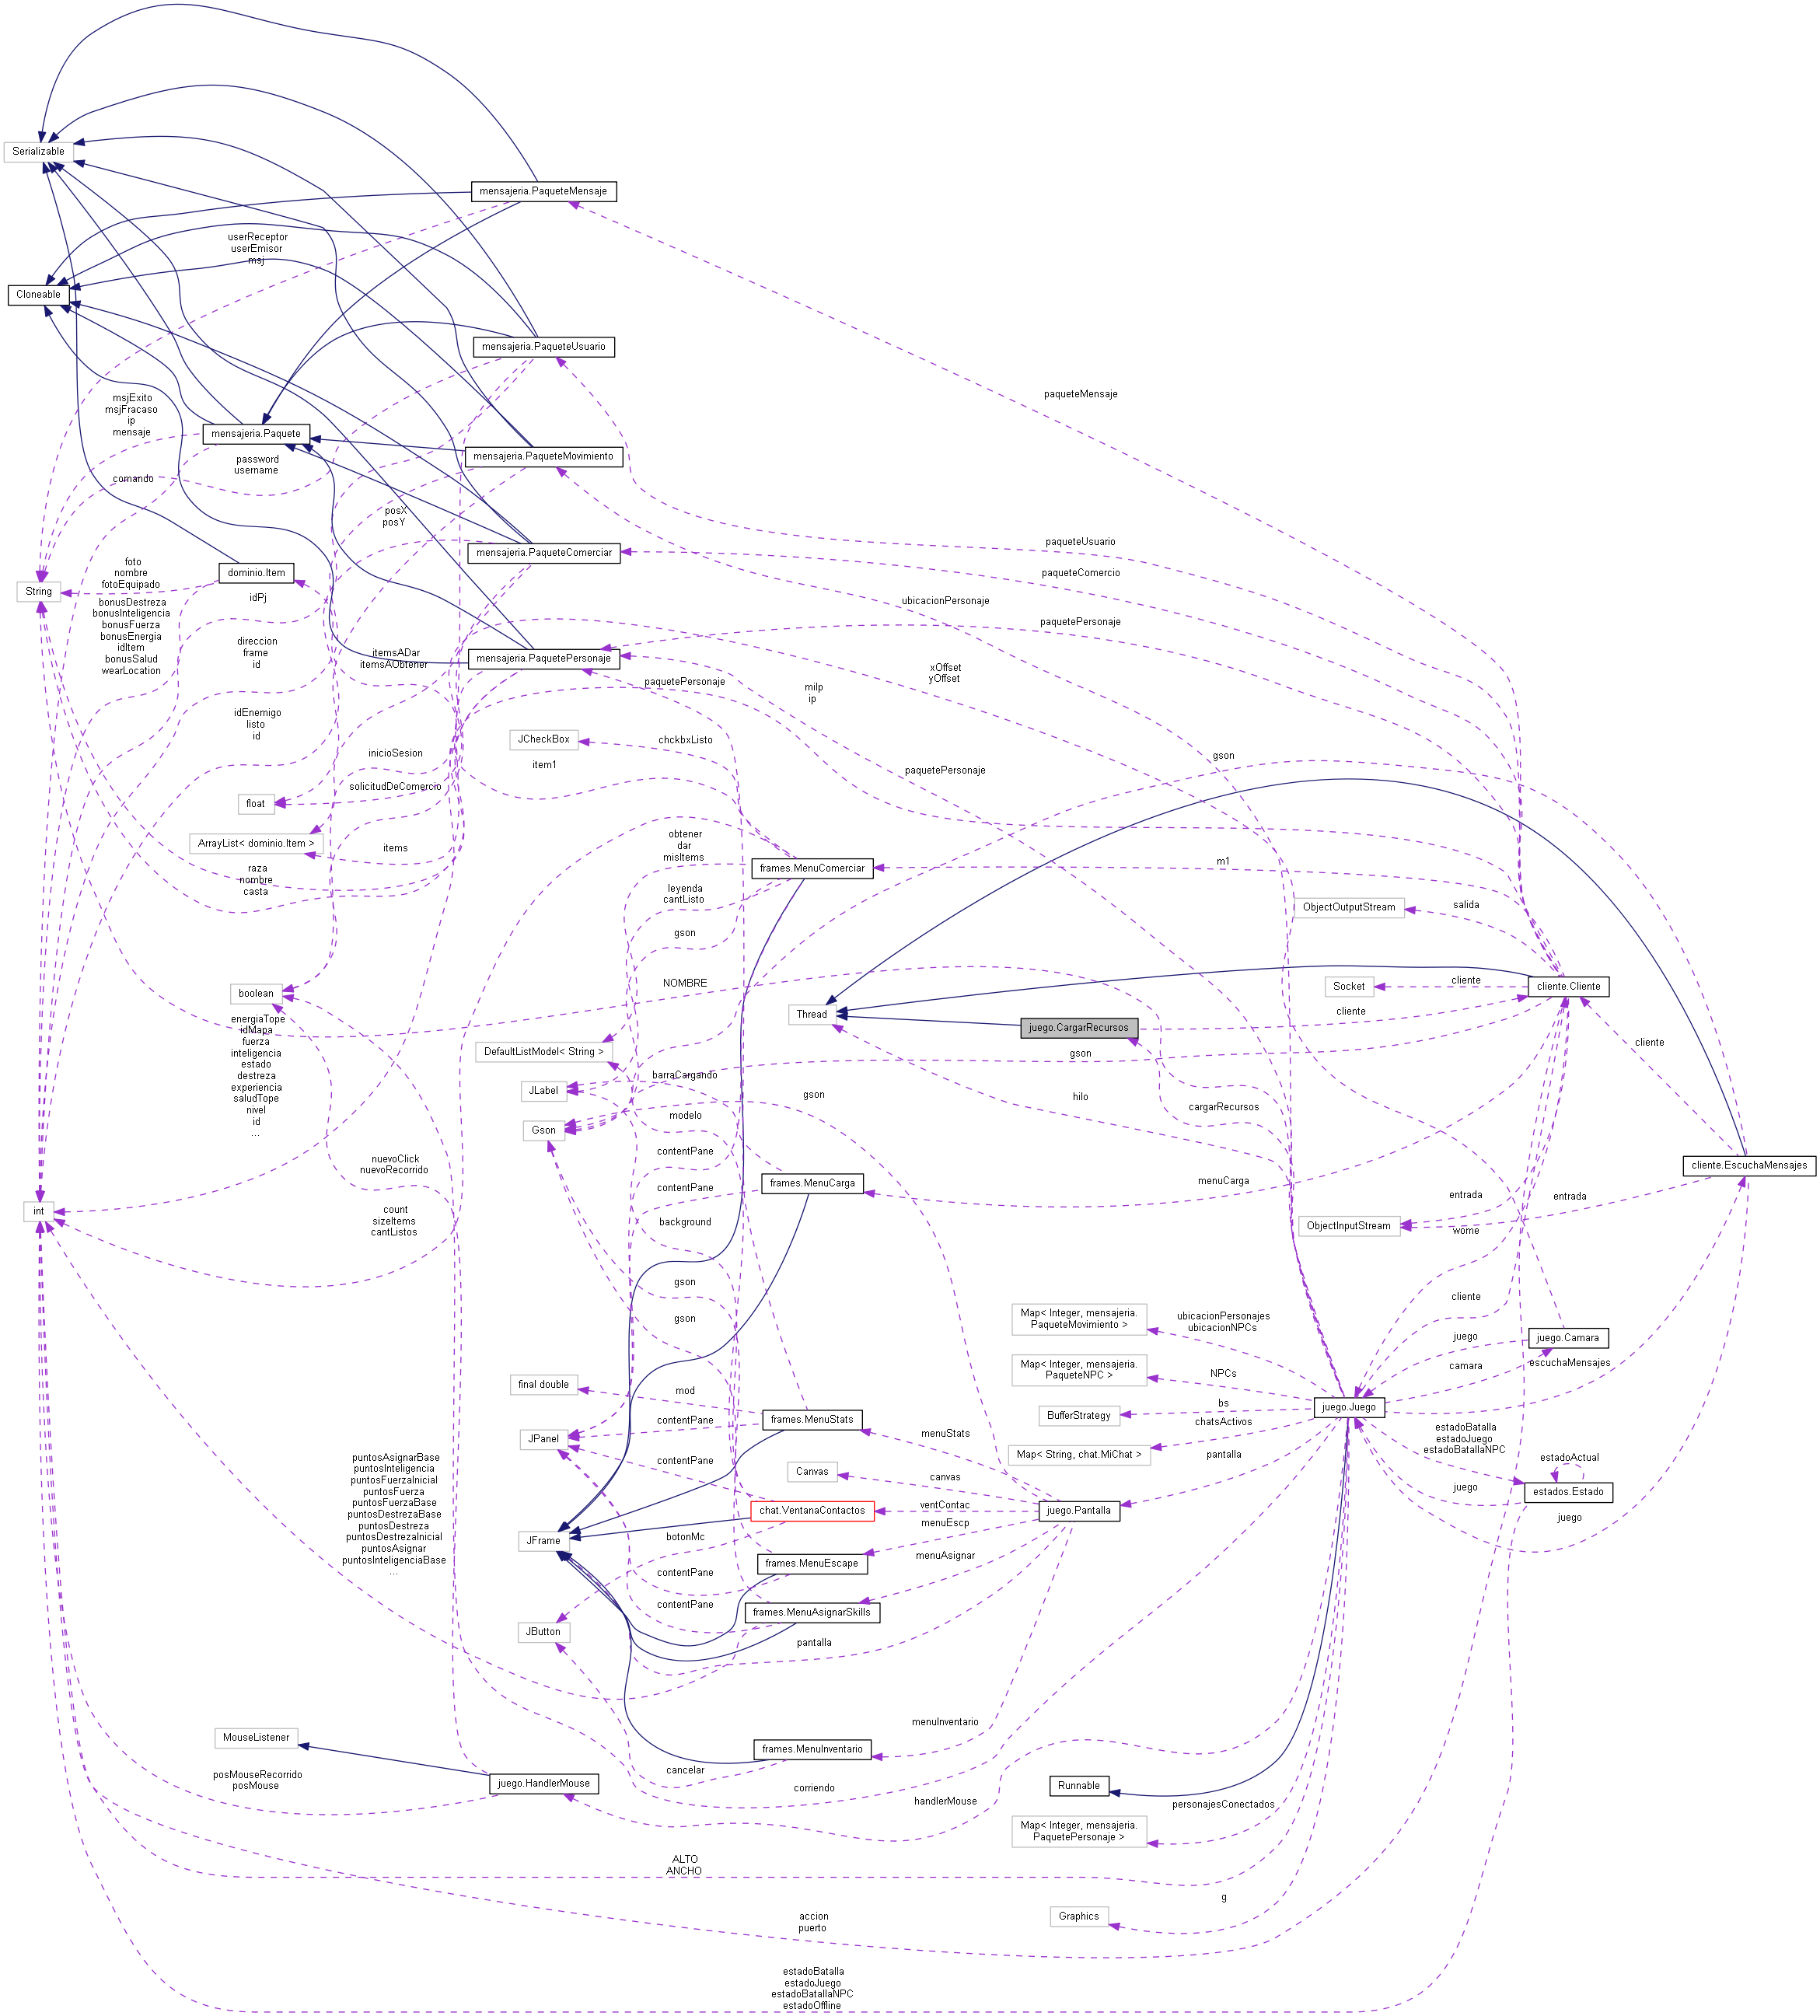 Serializable
mensajeria.PaqueteMensaje
userReceptor
userEmisor
msj
Cloneable
mensajeria.PaqueteUsuario
paqueteMensaje
msjExito
msjFracaso
ip
mensaje
mensajeria.Paquete
mensajeria.PaqueteMovimiento
password
username
comando
posX
posY
paqueteUsuario
mensajeria.PaqueteComerciar
paqueteComercio
foto
nombre
fotoEquipado
dominio.Item
String
idPj
ubicacionPersonaje
bonusDestreza
bonusInteligencia
bonusFuerza
bonusEnergia
idItem
bonusSalud
wearLocation
direccion
frame
id
paquetePersonaje
itemsADar
itemsAObtener
mensajeria.PaquetePersonaje
xOffset
yOffset
paquetePersonaje
miIp
ip
idEnemigo
listo
id
JCheckBox
chckbxListo
gson
inicioSesion
item1
paquetePersonaje
solicitudDeComercio
float
ArrayList< dominio.Item >
items
obtener
dar
misItems
frames.MenuComerciar
m1
raza
nombre
casta
leyenda
cantListo
ObjectOutputStream
salida
gson
boolean
NOMBRE
Socket
cliente
cliente.Cliente
Thread
juego.CargarRecursos
cliente
energiaTope
idMapa
fuerza
inteligencia
estado
destreza
experiencia
saludTope
nivel
id
...
DefaultListModel< String >
gson
cliente
JLabel
barraCargando
gson
hilo
cargarRecursos
Gson
modelo
contentPane
cliente.EscuchaMensajes
nuevoClick
nuevoRecorrido
contentPane
frames.MenuCarga
menuCarga
entrada
entrada
int
count
sizeItems
cantListos
background
ObjectInputStream
wome
gson
gson
Map< Integer, mensajeria.
PaqueteMovimiento >
ubicacionPersonajes
ubicacionNPCs
cliente
juego
juego.Camara
Map< Integer, mensajeria.
PaqueteNPC >
NPCs
camara
escuchaMensajes
final double
mod
BufferStrategy
bs
juego.Juego
contentPane
frames.MenuStats
menuStats
chatsActivos
JPanel
Map< String, chat.MiChat >
pantalla
estadoBatalla
estadoJuego
estadoBatallaNPC
puntosAsignarBase
puntosInteligencia
puntosFuerzaInicial
puntosFuerza
puntosFuerzaBase
puntosDestrezaBase
puntosDestreza
puntosDestrezaInicial
puntosAsignar
puntosInteligenciaBase
...
contentPane
Canvas
canvas
juego
estadoActual
estados.Estado
chat.VentanaContactos
ventContac
juego.Pantalla
juego
JFrame
botonMc
menuEscp
menuAsignar
frames.MenuEscape
contentPane
contentPane
frames.MenuAsignarSkills
JButton
pantalla
menuInventario
MouseListener
frames.MenuInventario
posMouseRecorrido
posMouse
juego.HandlerMouse
cancelar
corriendo
handlerMouse
Runnable
personajesConectados
Map< Integer, mensajeria.
PaquetePersonaje >
ALTO
ANCHO
g
Graphics
accion
puerto
estadoBatalla
estadoJuego
estadoBatallaNPC
estadoOffline